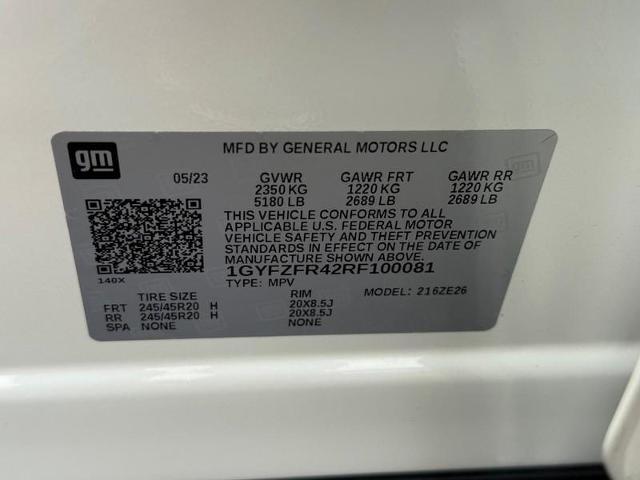 gm
MFD BY GENERAL MOTORS LLC
05/23 GVWR GAWR FRT GAWR RR
2350 KG 1220 KG 1220 KG
5180 LB 2689 LB 2689 LB
THIS VEHICLE CONFORMS TO ALL
APPLICABLE U.S. FEDERAL MOTOR
VEHICLE SAFETY AND THEFT PREVENTION
STANDARDS IN EFFECT ON THE DATE OF
MANUFACTURE SHOWN ABOVE.
140X
1GYFZFR42RF100081
TYPE: MPV MODEL: 216ZE26
TIRE SIZE RIM
FRT 245/45R20 H 20X8.5J
RR 245/45R20 H 20X8.5J
SPA NONE NONE